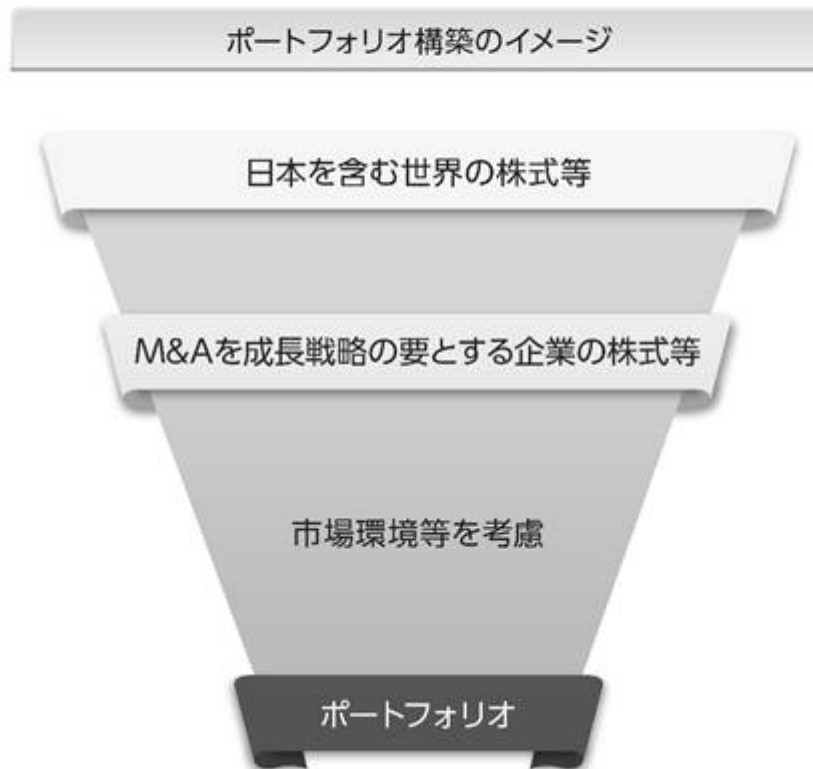 ポートフォリオ構築のイメージ
日本を含む世界の株式等
M&Aを成長戦略の要とする企業の株式等
市場環境等を考慮
ポートフォリオ